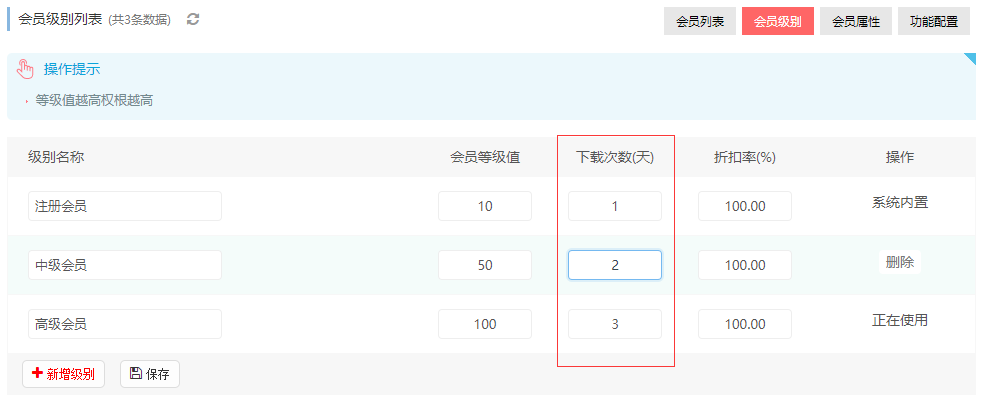 会员级别列表 (共3条数据)
会员列表 会员级别 会员属性 功能配置
操作提示
等级值越高权根越高
级别名称 会员等级值 下载次数(天) 折扣率(%) 操作
注册会员 10 1 100.00 系统内置
中级会员 50 2 100.00 删除
高级会员 100 3 100.00 正在使用
新增级别 保存